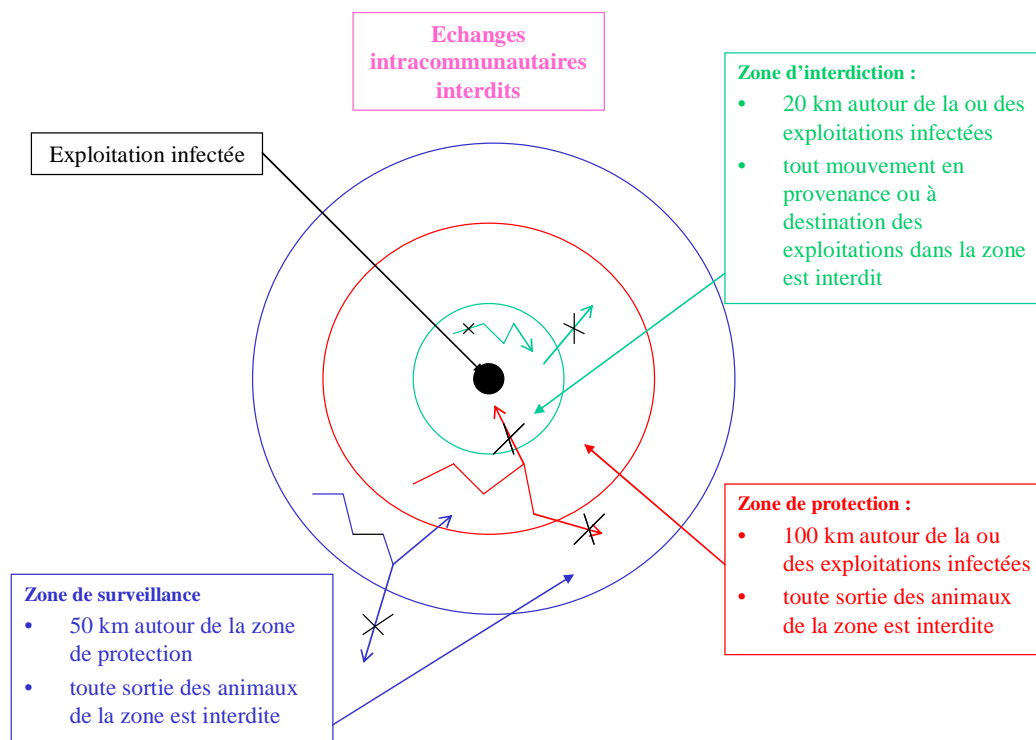 Echanges
intracommunautaires
interdits
Exploitation infectée
Zone d'interdiction :
• 20 km autour de la ou des
exploitations infectées
• tout mouvement en
provenance ou à
destination des
exploitations dans la zone
est interdit
Zone de protection :
• 100 km autour de la ou
des exploitations infectées
• toute sortie des animaux
de la zone est interdite
Zone de surveillance
• 50 km autour de la zone
de protection
• toute sortie des animaux
de la zone est interdite